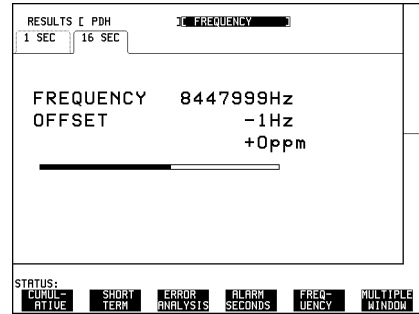 RESULTS [ PDH ][ FREQUENCY ]
1 SEC 16 SEC
FREQUENCY 8447999Hz
OFFSET -1Hz
+0ppm
STATUS:
CUMUL-ATIVE SHORT TERM ERROR ANALYSIS ALARM SECONDS FREQ-UENCY MULTIPLE WINDOW